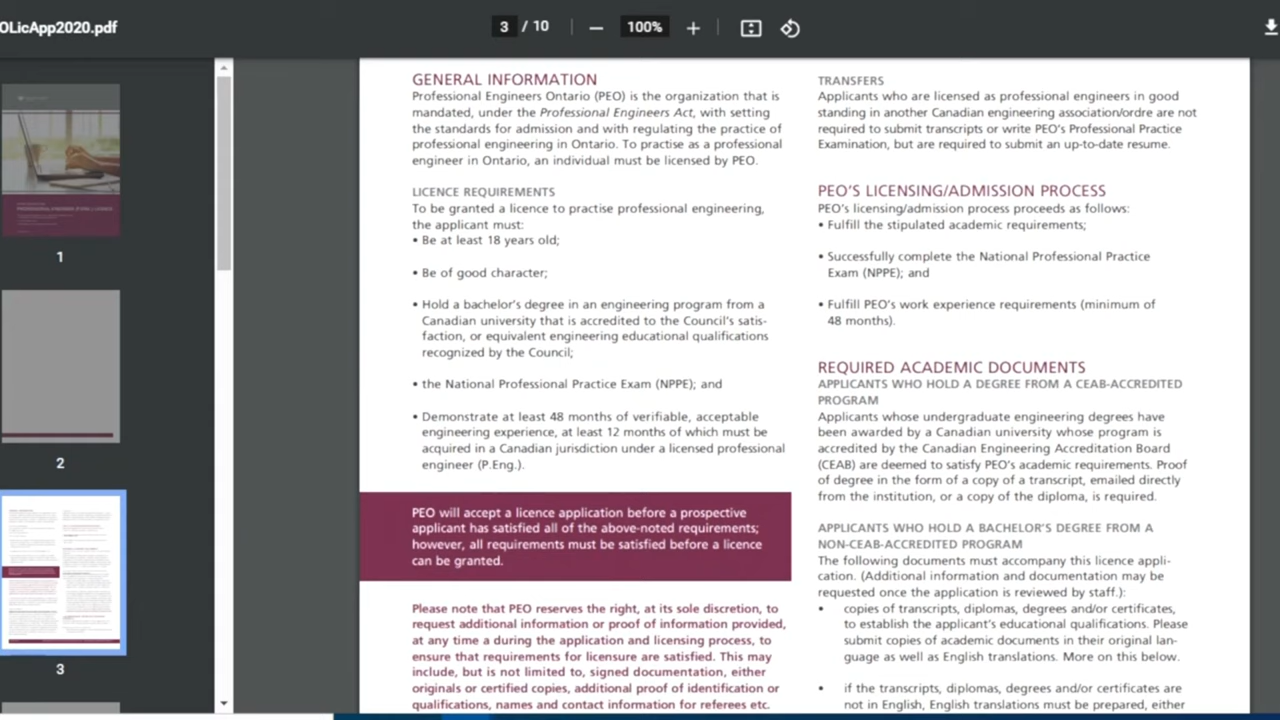 OLicApp2020.pdf
3 / 10
100%
1
2
3
GENERAL INFORMATION
Professional Engineers Ontario (PEO) is the organization that is
mandated, under the Professional Engineers Act, with setting
the standards for admission and with regulating the practice of
professional engineering in Ontario. To practise as a professional
engineer in Ontario, an individual must be licensed by PEO.
LICENCE REQUIREMENTS
To be granted a licence to practise professional engineering,
the applicant must:
• Be at least 18 years old;
• Be of good character;
• Hold a bachelor's degree in an engineering program from a
Canadian university that is accredited to the Council's satis-
faction, or equivalent engineering educational qualifications
recognized by the Council;
• the National Professional Practice Exam (NPPE); and
• Demonstrate at least 48 months of verifiable, acceptable
engineering experience, at least 12 months of which must be
acquired in a Canadian jurisdiction under a licensed professional
engineer (P.Eng.).
PEO will accept a licence application before a prospective
applicant has satisfied all of the above-noted requirements;
however, all requirements must be satisfied before a licence
can be granted.
Please note that PEO reserves the right, at its sole discretion, to
request additional information or proof of information provided,
at any time a during the application and licensing process, to
ensure that requirements for licensure are satisfied. This may
include, but is not limited to, signed documentation, either
originals or certified copies, additional proof of identification or
qualifications, names and contact information for referees etc.
TRANSFERS
Applicants who are licensed as professional engineers in good
standing in another Canadian engineering association/ordre are not
required to submit transcripts or write PEO's Professional Practice
Examination, but are required to submit an up-to-date resume.
PEO'S LICENSING/ADMISSION PROCESS
PEO's licensing/admission process proceeds as follows:
• Fulfill the stipulated academic requirements;
• Successfully complete the National Professional Practice
Exam (NPPE); and
• Fulfill PEO's work experience requirements (minimum of
48 months).
REQUIRED ACADEMIC DOCUMENTS
APPLICANTS WHO HOLD A DEGREE FROM A CEAB-ACCREDITED
PROGRAM
Applicants whose undergraduate engineering degrees have
been awarded by a Canadian university whose program is
accredited by the Canadian Engineering Accreditation Board
(CEAB) are deemed to satisfy PEO's academic requirements. Proof
of degree in the form of a copy of a transcript, emailed directly
from the institution, or a copy of the diploma, is required.
APPLICANTS WHO HOLD A BACHELOR'S DEGREE FROM A
NON-CEAB-ACCREDITED PROGRAM
The following documents must accompany this licence appli-
cation. (Additional information and documentation may be
requested once the application is reviewed by staff.):
• copies of transcripts, diplomas, degrees and/or certificates,
to establish the applicant's educational qualifications. Please
submit copies of academic documents in their original lan-
guage as well as English translations. More on this below.
• if the transcripts, diplomas, degrees and/or certificates are
not in English, English translations must be prepared, either